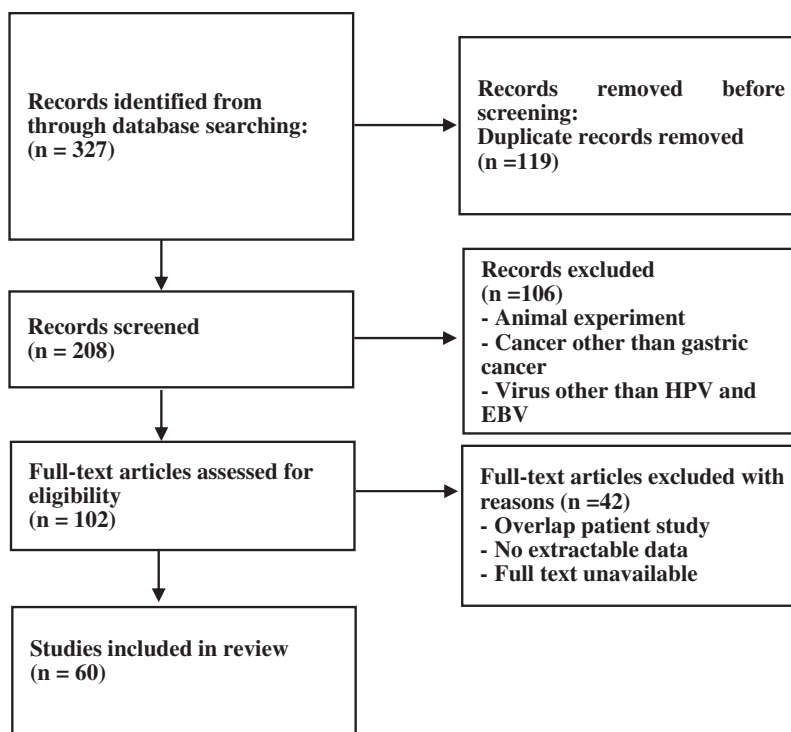 Records identified from
through database searching:
(n = 327)
Records removed before
screening:
Duplicate records removed
(n =119)
Records screened
(n = 208)
Records excluded
(n =106)
- Animal experiment
- Cancer other than gastric
cancer
- Virus other than HPV and
EBV
Full-text articles assessed for
eligibility
(n = 102)
Full-text articles excluded with
reasons (n =42)
- Overlap patient study
- No extractable data
- Full text unavailable
Studies included in review
(n = 60)